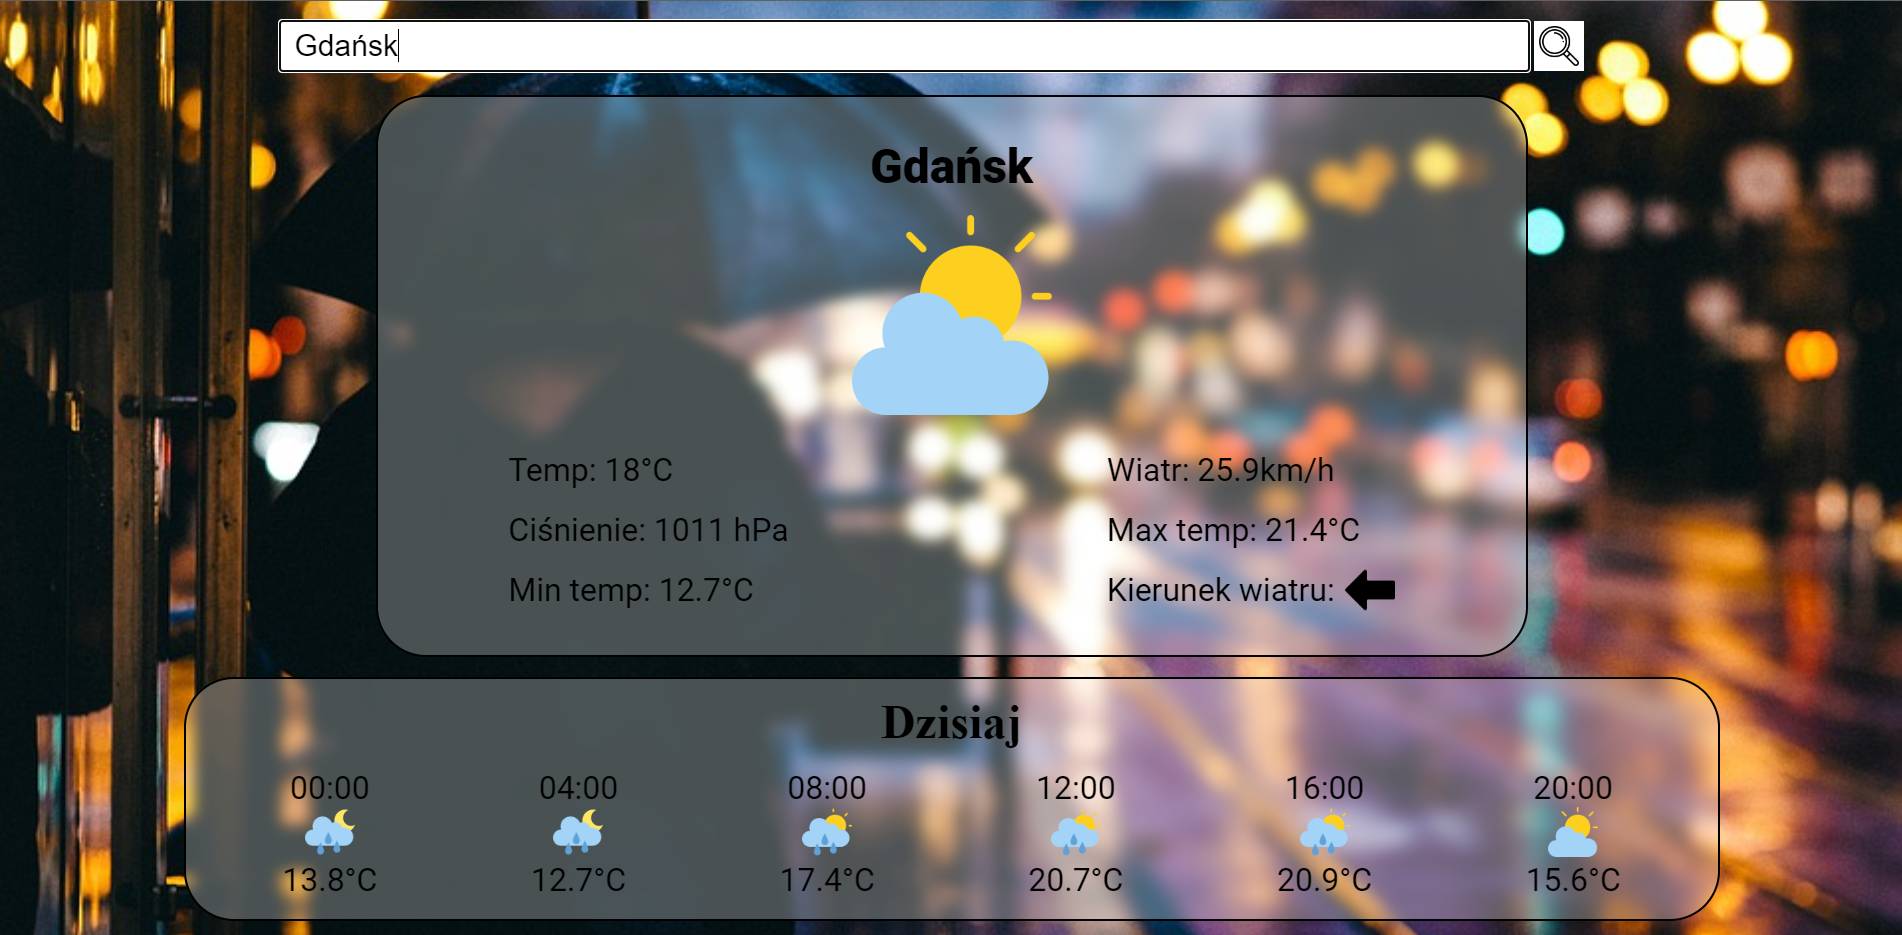 Gdańsk
Gdańsk
Temp: 18°C
Wiatr: 25.9km/h
Ciśnienie: 1011 hPa
Max temp: 21.4°C
Min temp: 12.7°C
Kierunek wiatru:
Dzisiaj
00:00 04:00 08:00 12:00 16:00 20:00
13.8°C 12.7°C 17.4°C 20.7°C 20.9°C 15.6°C